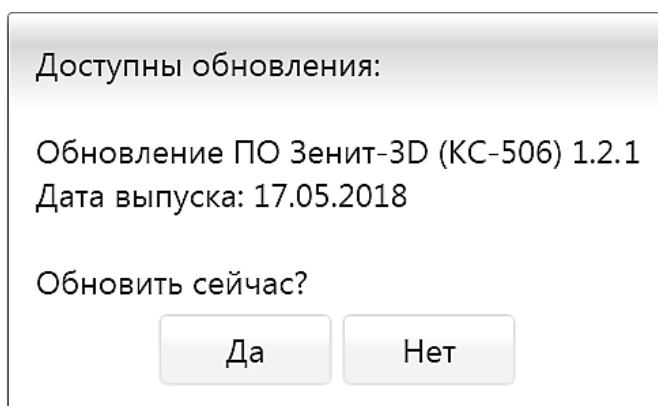 Доступны обновления:
Обновление ПО Зенит-3D (КС-506) 1.2.1
Дата выпуска: 17.05.2018
Обновить сейчас?
Да Нет